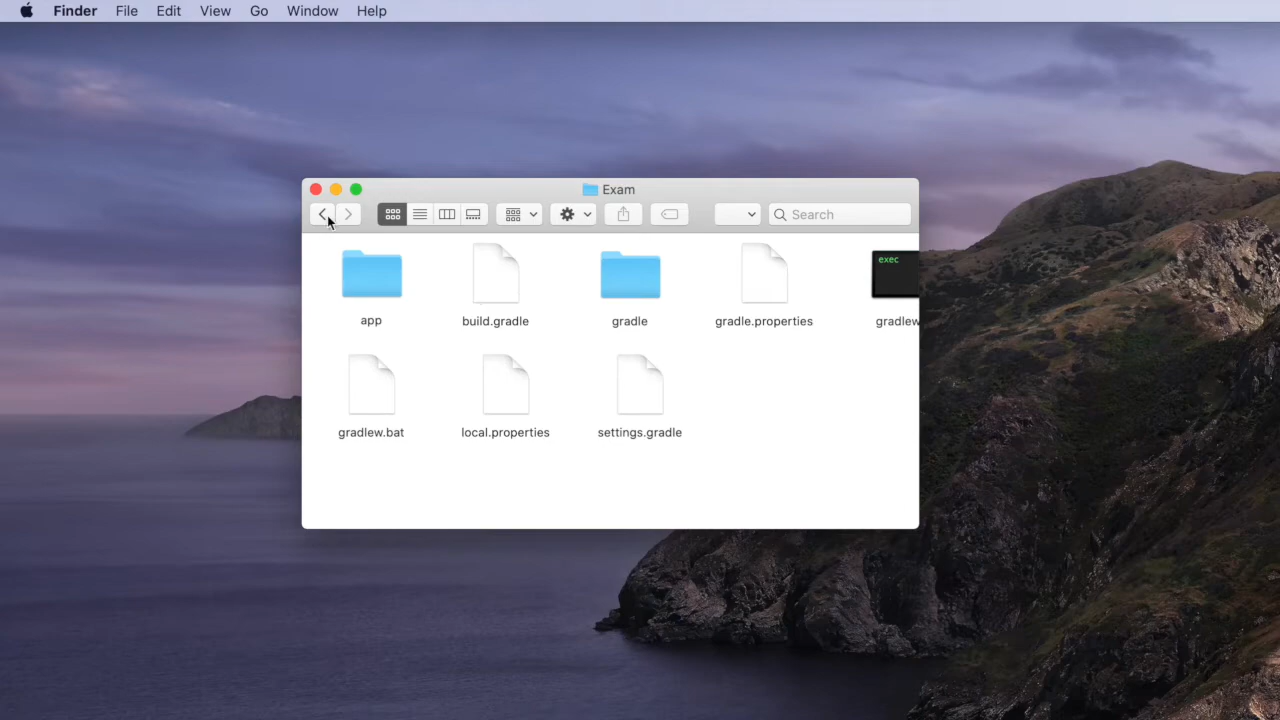 Finder File Edit View Go Window Help
Exam
Search
exec
app build.gradle gradle gradle.properties gradlew
gradlew.bat local.properties settings.gradle